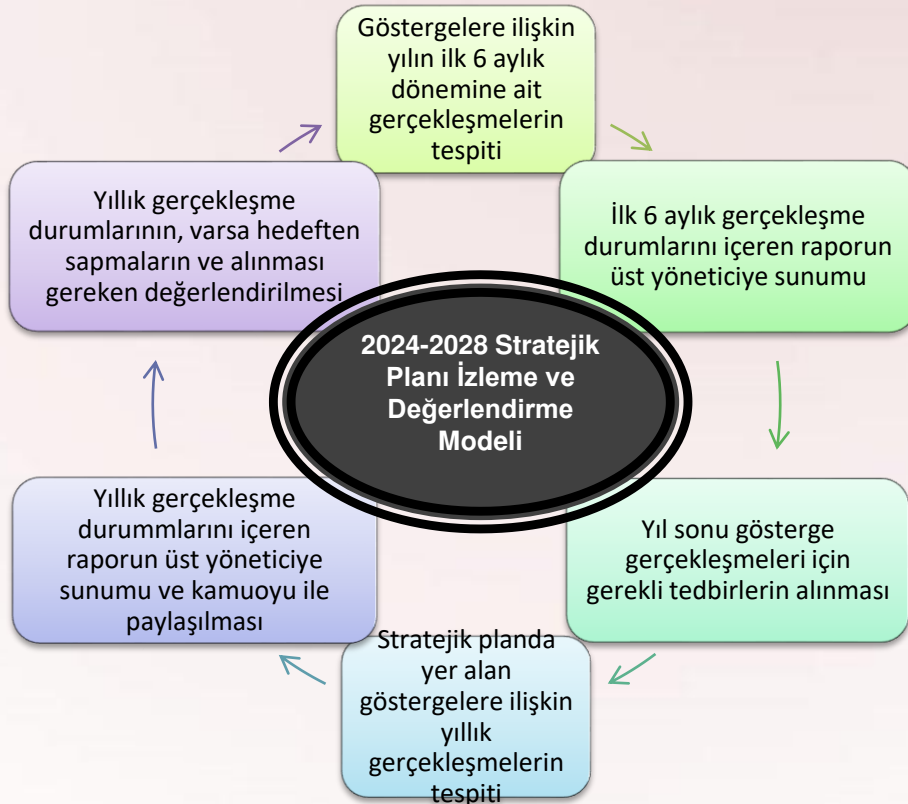 Göstergelere ilişkin
yılın ilk 6 aylık
dönemine ait
gerçekleşmelerin
tespiti
İlk 6 aylık gerçekleşme
durumlarını içeren raporun
üst yöneticiye sunumu
Yıl sonu gösterge
gerçekleşmeleri için
gerekli tedbirlerin alınması
Stratejik planda
yer alan
göstergelere ilişkin
yıllık
gerçekleşmelerin
tespiti
Yıllık gerçekleşme
durummlarını içeren
raporun üst yöneticiye
sunumu ve kamuoyu ile
paylaşılması
Yıllık gerçekleşme
durumlarının, varsa hedeften
sapmaların ve alınması
gereken değerlendirilmesi
2024-2028 Stratejik
Planı İzleme ve
Değerlendirme
Modeli